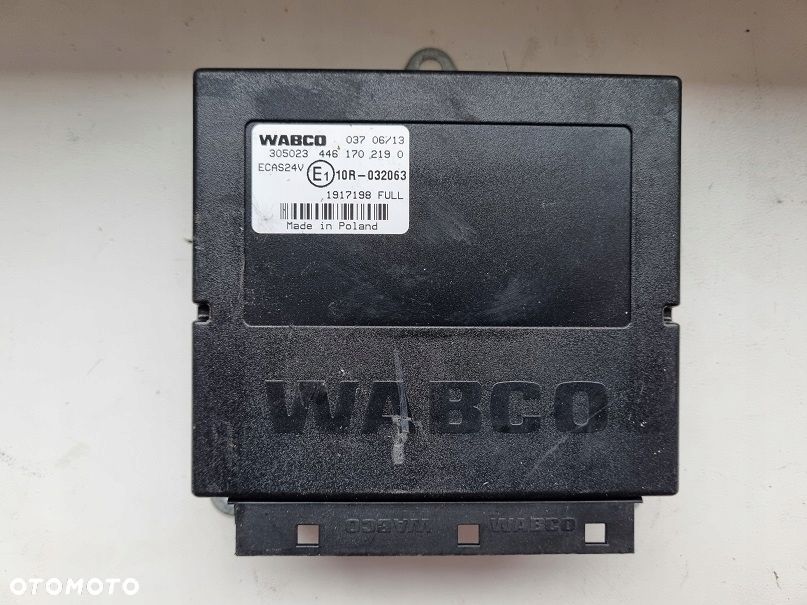 WABCO 037 06/13
305023 446 170 219 0
ECAS24V E1 10R-032063
1917198 FULL
Made in Poland
WABCO
WABCO WABCO
OTOMOTO